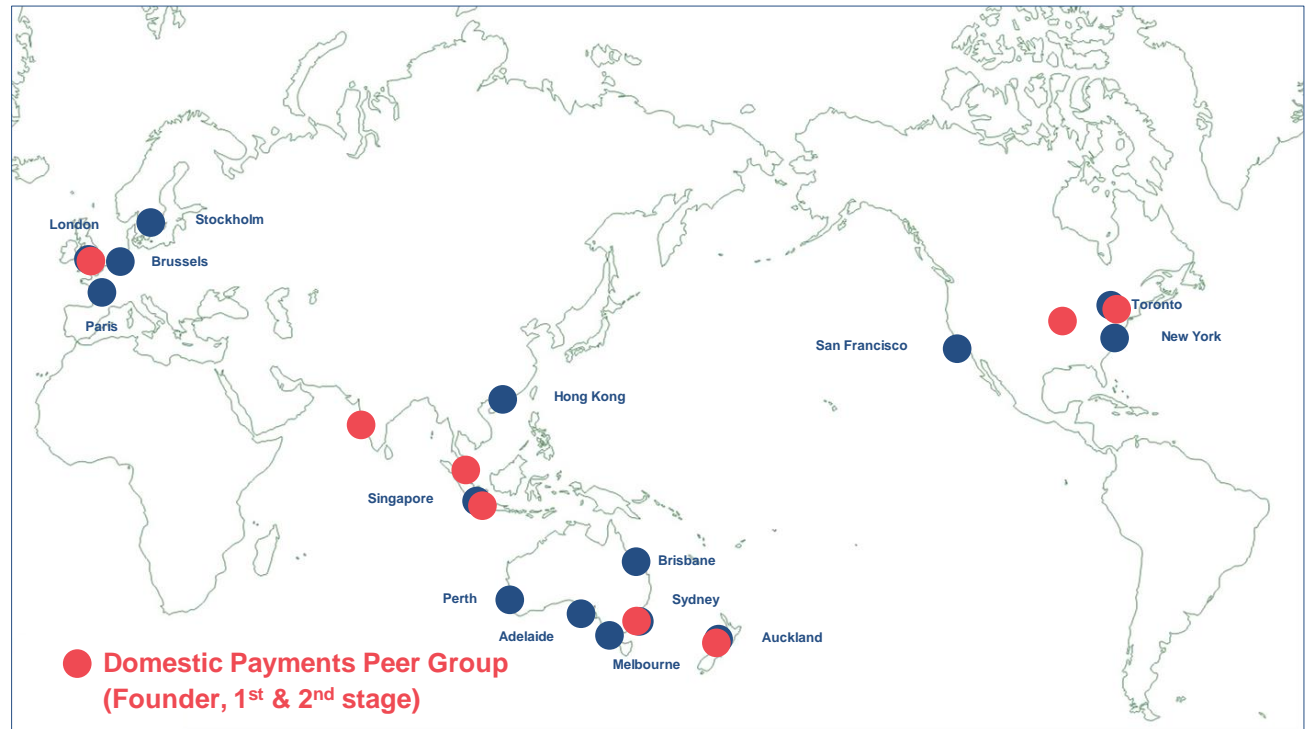 London
Stockholm
Brussels
Paris
Toronto
New York
San Francisco
Hong Kong
Singapore
Brisbane
Perth
Sydney
Adelaide
Auckland
Melbourne
Domestic Payments Peer Group
(Founder, 1st & 2nd stage)